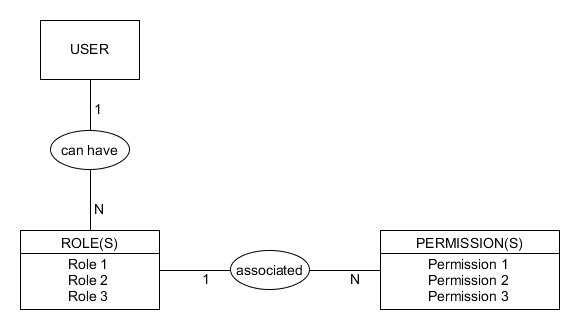 USER
1
can have
N
ROLE(S)
Role 1
Role 2
Role 3
1
associated
N
PERMISSION(S)
Permission 1
Permission 2
Permission 3